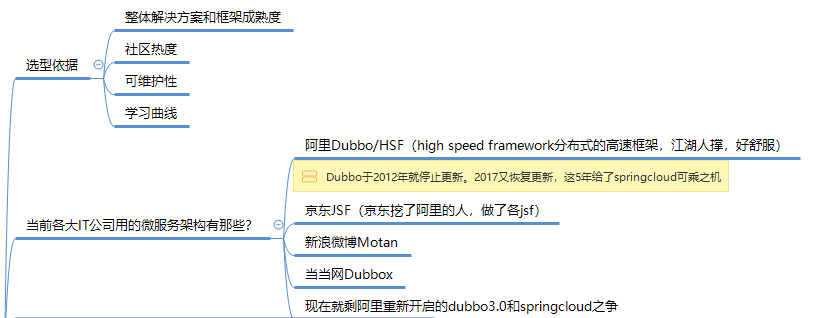 选型依据
整体解决方案和框架成熟度
社区热度
可维护性
学习曲线
当前各大IT公司用的微服务架构有那些？
阿里Dubbo/HSF（high speed framework分布式的高速框架，江湖人撑，好舒服）
Dubbo于2012年就停止更新。2017又恢复更新，这5年给了springcloud可乘之机
京东JSF（京东挖了阿里的人，做了各jsf）
新浪微博Motan
当当网Dubbox
现在就剩阿里重新开启的dubbo3.0和springcloud之争